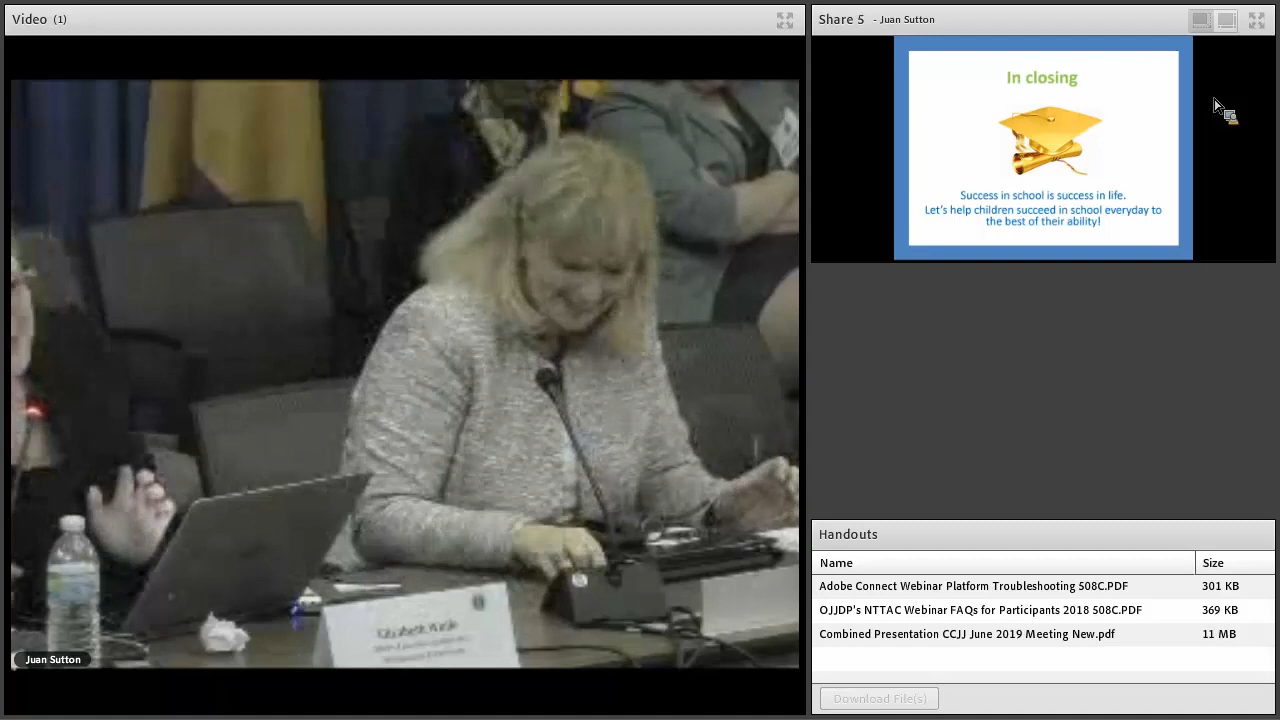 Video (1)
Juan Sutton
Share 5 - Juan Sutton
In closing
Success in school is success in life.
Let's help children succeed in school everyday to
the best of their ability!
Handouts
Name Size
Adobe Connect Webinar Platform Troubleshooting 508C.PDF 301 KB
OJJDP's NTTAC Webinar FAQs for Participants 2018 508C.PDF 369 KB
Combined Presentation CCJJ June 2019 Meeting New.pdf 11 MB
Download File(s)